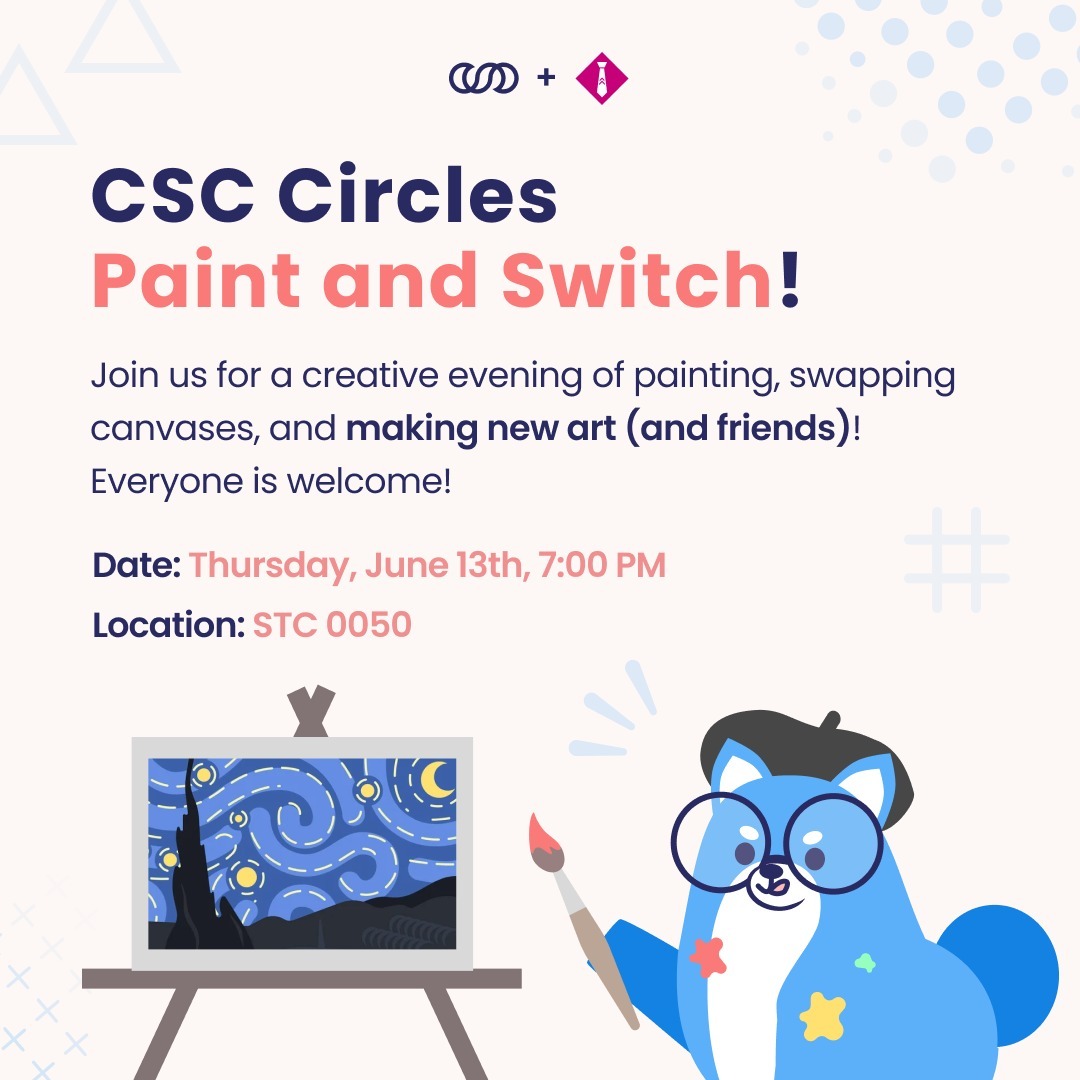 +
CSC Circles
Paint and Switch!
Join us for a creative evening of painting, swapping
canvases, and making new art (and friends)!
Everyone is welcome!
Date: Thursday, June 13th, 7:00 PM
Location: STC 0050